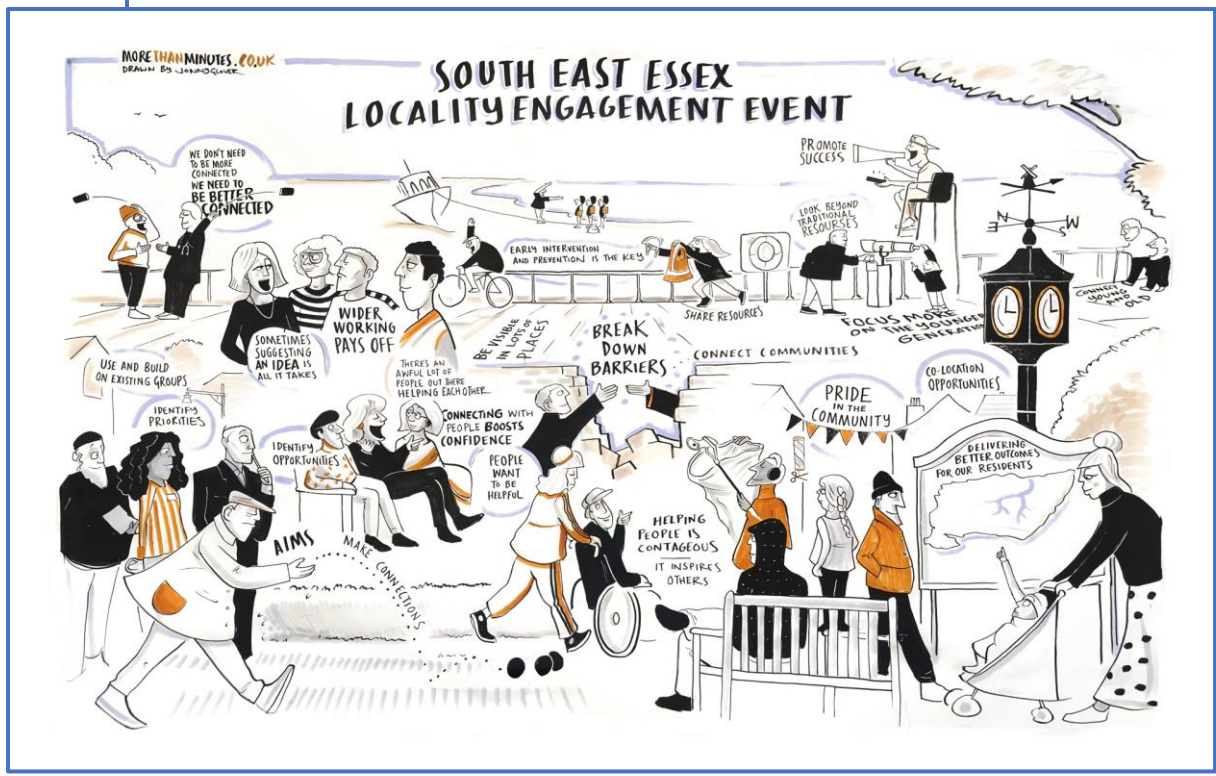 MORETHANMINUTES.CO.UK
DRAWN BY JONNYGLOVER
SOUTH EAST ESSEX
LOCALITY ENGAGEMENT EVENT
WE DON'T NEED
TO BE MORE
CONNECTED
WE NEED TO
BE BETTER
CONNECTED
PROMOTE
SUCCESS
LOOK BEYOND
TRADITIONAL
RESOURSES
EARLY INTERVENTION
AND PREVENTION IS THE KEY
SHARE RESOURCES
FOCUS MORE
ON THE YOUNGER
GENERATION
CONNECT
YOUNG
AND
OLD
N
S
W
SOMETIMES
SUGGESTING
AN IDEA IS
ALL IT TAKES
WIDER
WORKING
PAYS OFF
BE VISIBLE
IN LOTS OF
PLACES
BREAK
DOWN
BARRIERS
CONNECT COMMUNITIES
USE AND BUILD
ON EXISTING GROUPS
THERE'S AN
AWFUL LOT OF
PEOPLE OUT THERE
HELPING EACH OTHER...
CO-LOCATION
OPPORTUNITIES
PRIDE
IN THE
COMMUNITY
IDENTIFY
PRIORITIES
IDENTIFY
OPPORTUNITIES
CONNECTING WITH
PEOPLE BOOSTS
CONFIDENCE
PEOPLE
WANT
TO BE
HELPFUL
DELIVERING
BETTER OUTCOMES
FOR OUR RESIDENTS
AIMS
MAKE
CONNECTIONS
HELPING
PEOPLE IS
CONTAGEOUS
IT INSPIRES
OTHERS